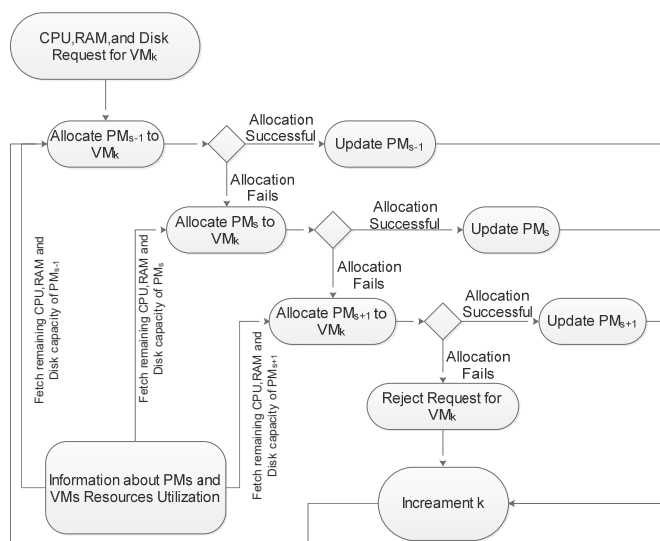 CPU,RAM,and Disk
Request for VMk
Allocate PMs-1 to
VMk
Allocation
Successful
Update PMs-1
Allocation
Fails
Allocate PMs to
VMk
Allocation
Successful
Update PMs
Allocation
Fails
Allocate PMs+1 to
VMk
Allocation
Successful
Update PMs+1
Allocation
Fails
Reject Request for
VMk
Increament k
Fetch remaining CPU,RAM and
Disk capacity of PMs-1
Fetch remaining CPU,RAM and
Disk capacity of PMs
Fetch remaining CPU,RAM and
Disk capacity of PMs+1
Information about PMs and
VMs Resources Utilization